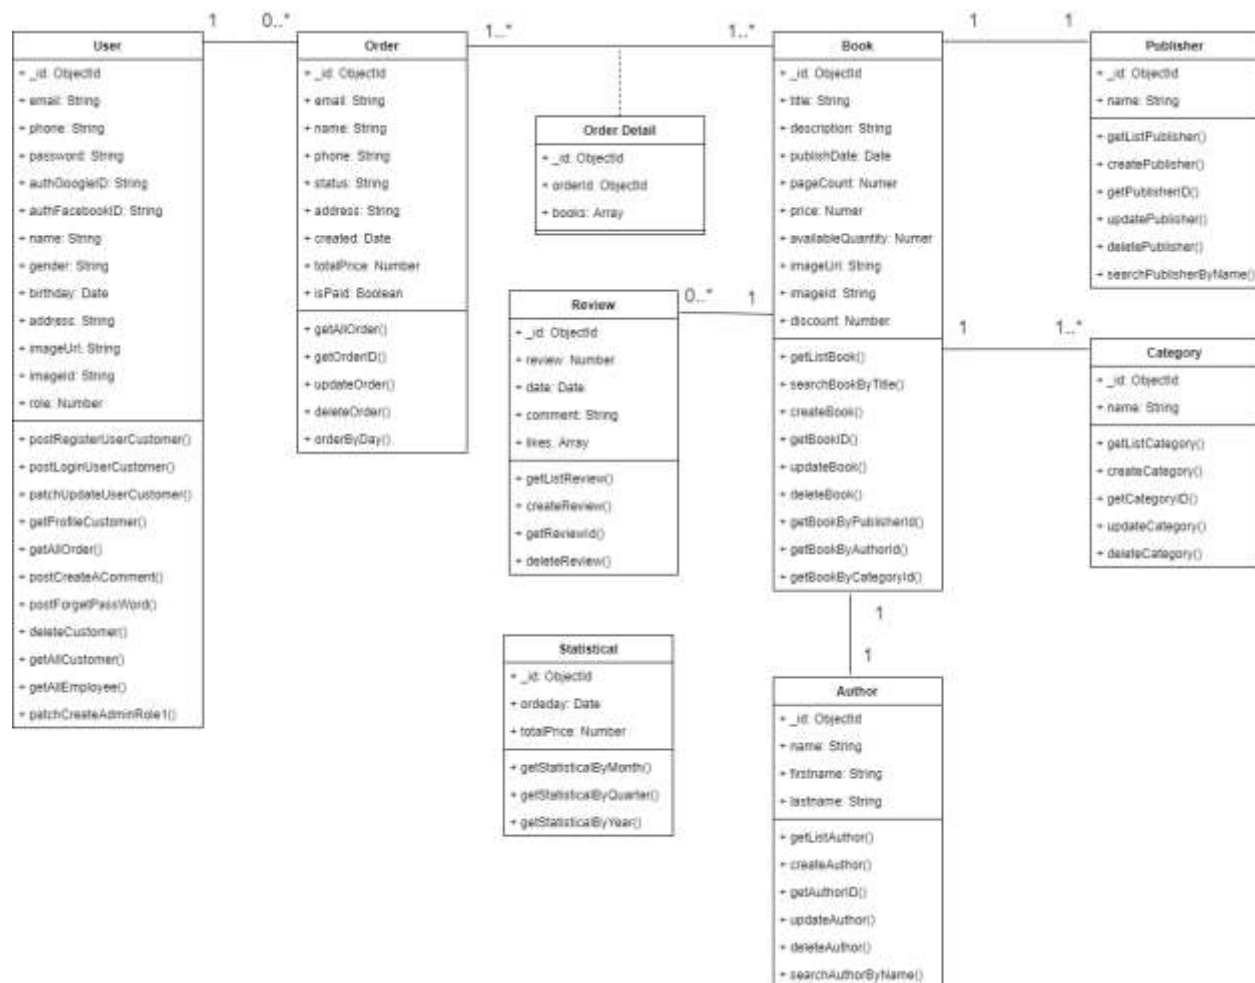 1
0..*
User
+ _id: ObjectId
+ email: String
+ phone: String
+ password: String
+ authGoogleID: String
+ authFacebookID: String
+ name: String
+ gender: String
+ birthday: Date
+ address: String
+ imageUrl: String
+ imageId: String
+ role: Number
+ postRegisterUserCustomer()
+ postLoginUserCustomer()
+ patchUpdateUserCustomer()
+ getProfileCustomer()
+ getAllOrder()
+ postCreateAComment()
+ postForgetPassWord()
+ deleteCustomer()
+ getAllCustomer()
+ getAllEmployee()
+ patchCreateAdminRole1()
Order
+ _id: ObjectId
+ email: String
+ name: String
+ phone: String
+ status: String
+ address: String
+ created: Date
+ totalPrice: Number
+ isPaid: Boolean
+ getAllOrder()
+ getOrderID()
+ updateOrder()
+ deleteOrder()
+ orderByDay()
1..*
1..*
Order Detail
+ _id: ObjectId
+ orderId: ObjectId
+ books: Array
0..*
1
Review
+ _id: ObjectId
+ review: Number
+ date: Date
+ comment: String
+ likes: Array
+ getListReview()
+ createReview()
+ getReviewId()
+ deleteReview()
Statistical
+ _id: ObjectId
+ ordeday: Date
+ totalPrice: Number
+ getStatisticalByMonth()
+ getStatisticalByQuarter()
+ getStatisticalByYear()
Book
+ _id: ObjectId
+ title: String
+ description: String
+ publishDate: Date
+ pageCount: Numer
+ price: Numer
+ availableQuantity: Numer
+ imageUrl: String
+ imageId: String
+ discount: Number
+ getListBook()
+ searchBookByTitle()
+ createBook()
+ getBookID()
+ updateBook()
+ deleteBook()
+ getBookByPublisherId()
+ getBookByAuthorId()
+ getBookByCategoryId()
1
1
Author
+ _id: ObjectId
+ name: String
+ firstname: String
+ lastname: String
+ getListAuthor()
+ createAuthor()
+ getAuthorID()
+ updateAuthor()
+ deleteAuthor()
+ searchAuthorByName()
1
1
Publisher
+ _id: ObjectId
+ name: String
+ getListPublisher()
+ createPublisher()
+ getPublisherID()
+ updatePublisher()
+ deletePublisher()
+ searchPublisherByName()
1
1..*
Category
+ _id: ObjectId
+ name: String
+ getListCategory()
+ createCategory()
+ getCategoryID()
+ updateCategory()
+ deleteCategory()